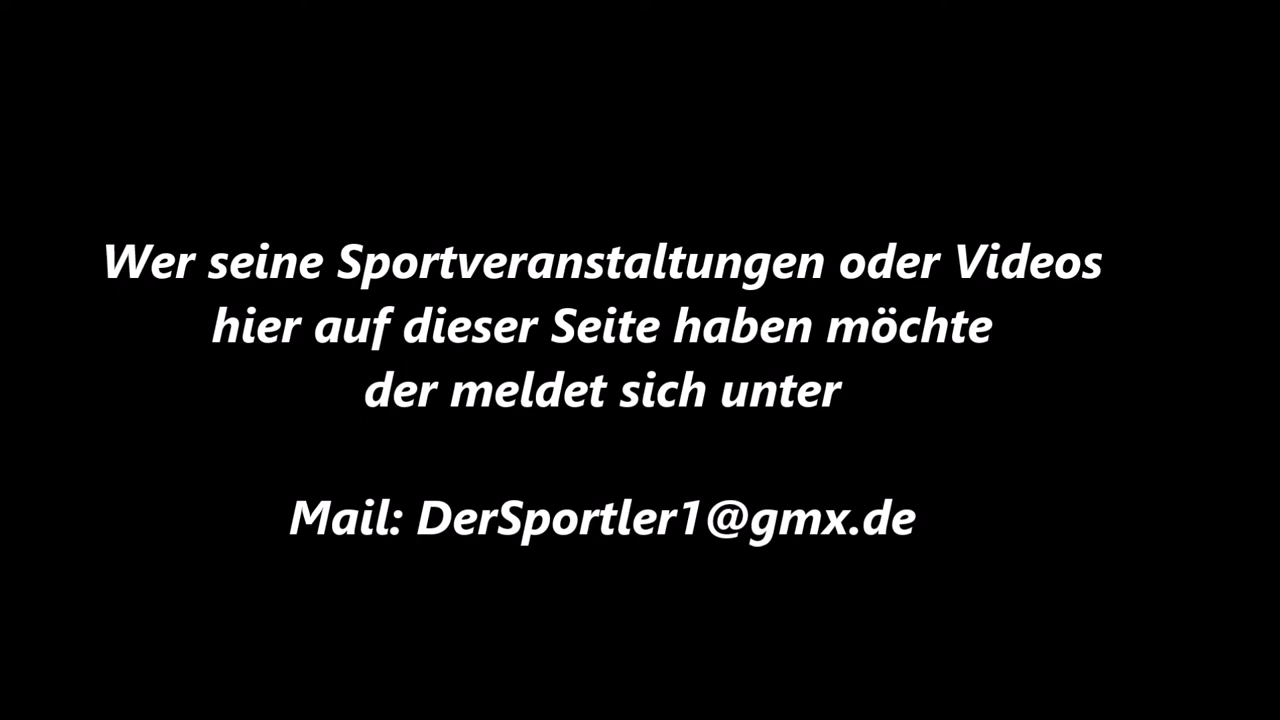 Wer seine Sportveranstaltungen oder Videos
hier auf dieser Seite haben möchte
der meldet sich unter
Mail: DerSportler1@gmx.de